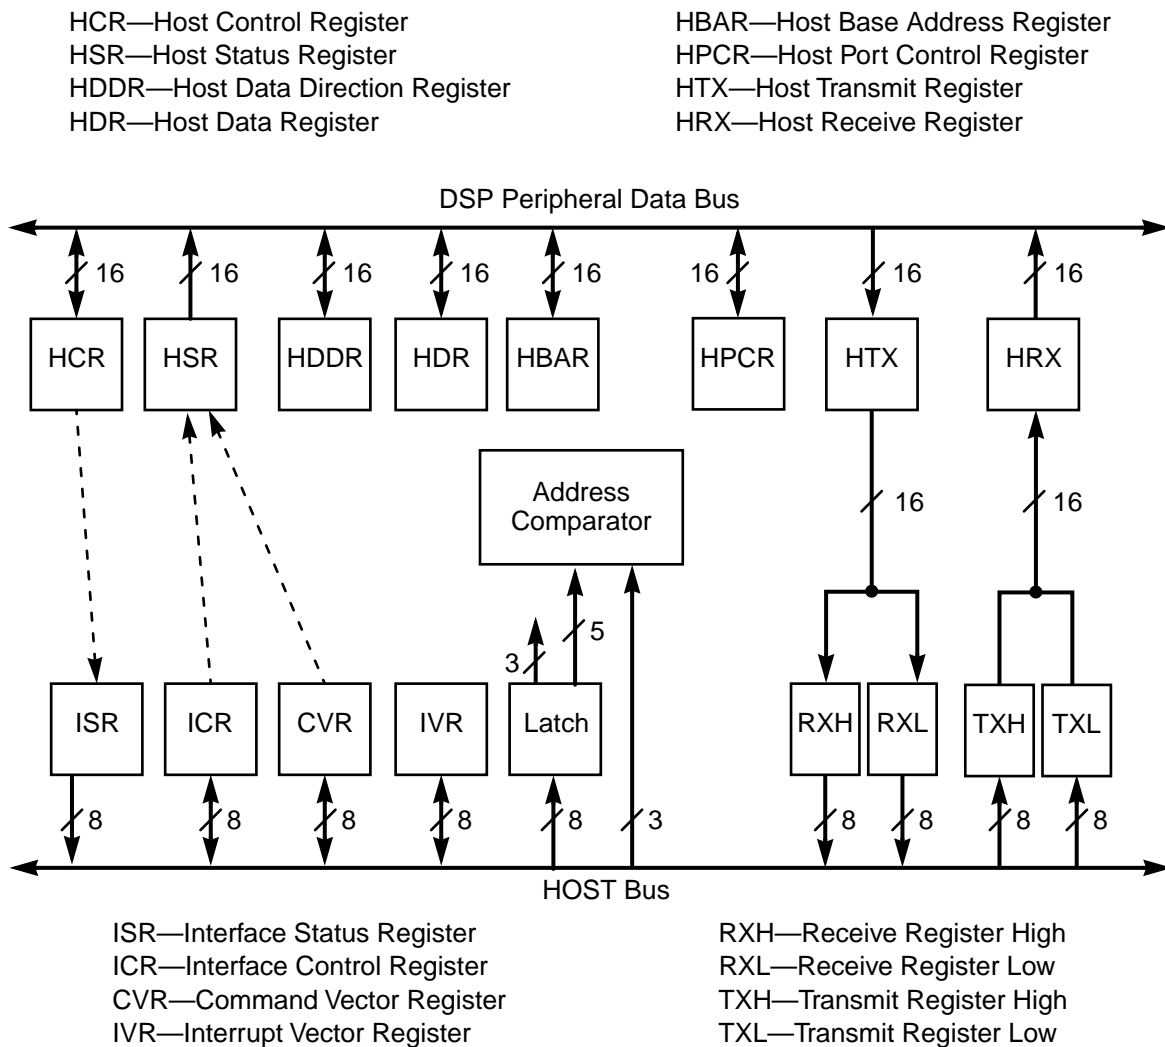 HCR—Host Control Register
HSR—Host Status Register
HDDR—Host Data Direction Register
HDR—Host Data Register
HBAR—Host Base Address Register
HPCR—Host Port Control Register
HTX—Host Transmit Register
HRX—Host Receive Register
DSP Peripheral Data Bus
16 16 16 16 16 16 16 16
HCR HSR HDDR HDR HBAR HPCR HTX HRX
Address
Comparator
16 16
3 5
ISR ICR CVR IVR Latch RXH RXL TXH TXL
8 8 8 8 8 3 8 8 8 8
HOST Bus
ISR—Interface Status Register
ICR—Interface Control Register
CVR—Command Vector Register
IVR—Interrupt Vector Register
RXH—Receive Register High
RXL—Receive Register Low
TXH—Transmit Register High
TXL—Transmit Register Low